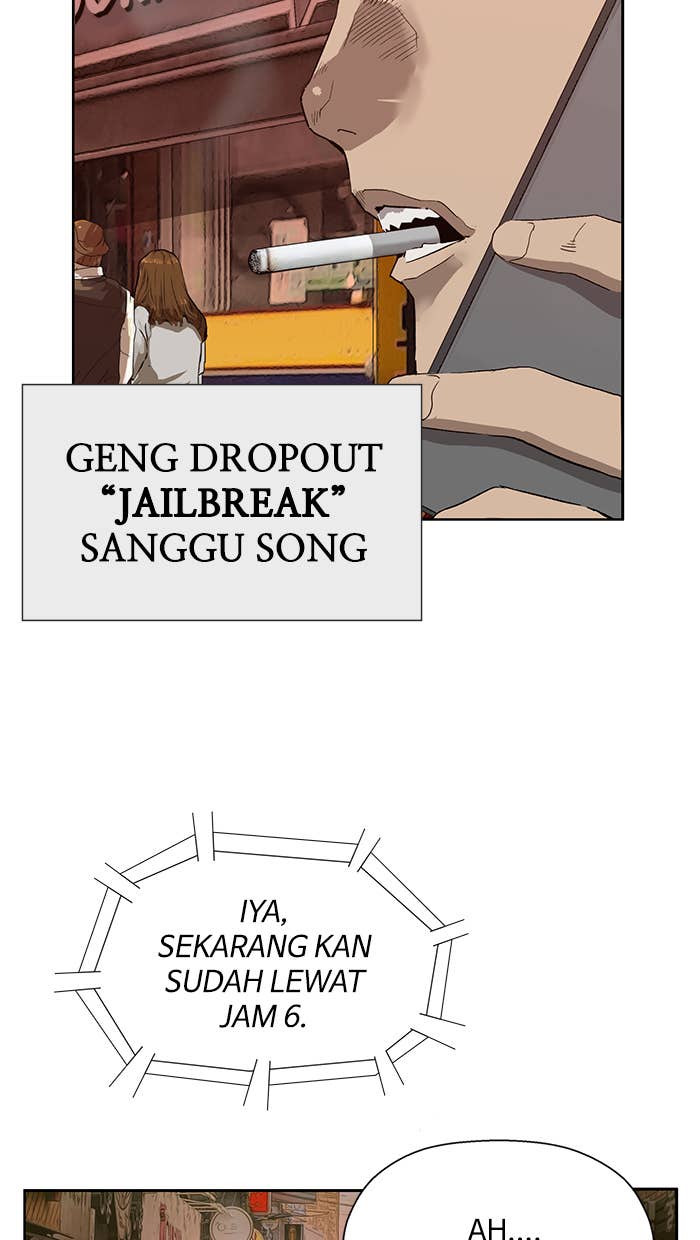 GENG DROPOUT
“JAILBREAK”
SANGGU SONG
IYA,
SEKARANG KAN
SUDAH LEWAT
JAM 6.
AH....